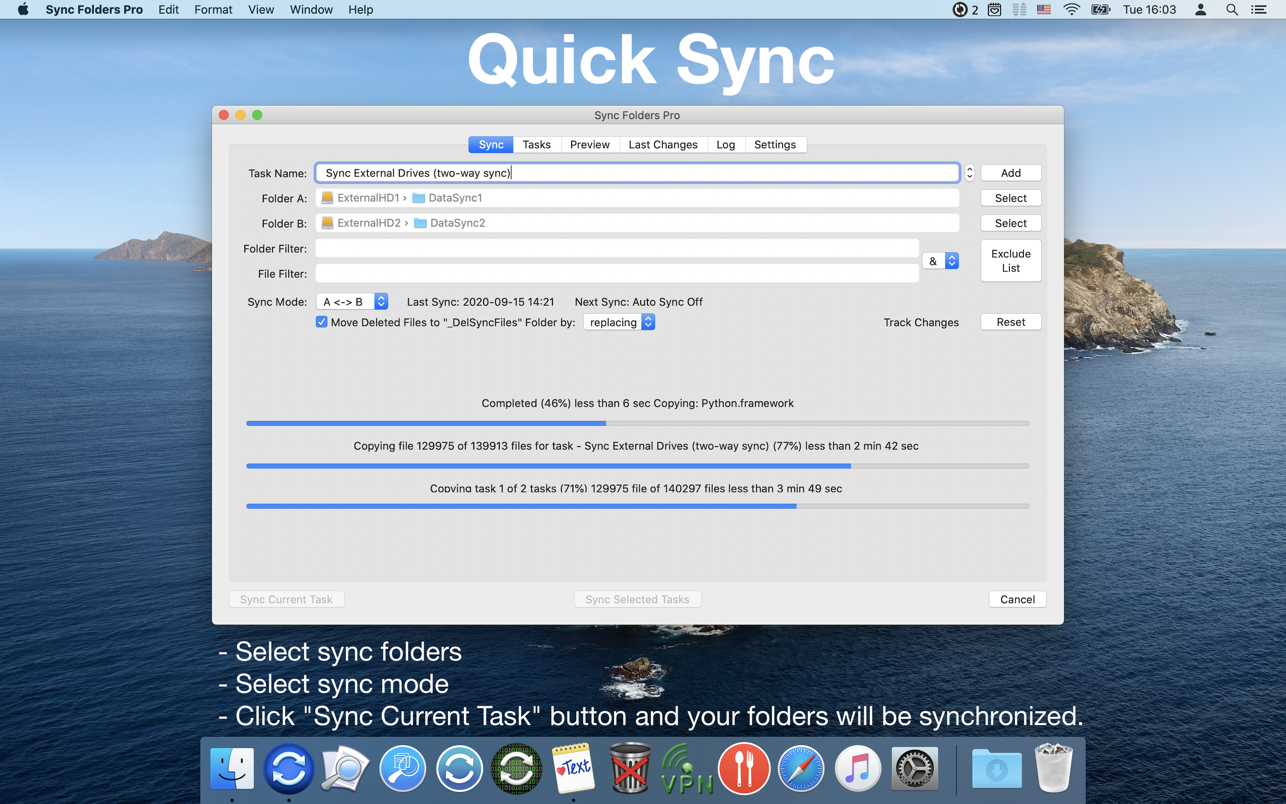 Sync Folders Pro Edit Format View Window Help 2 Tue 16:03
Quick Sync
Sync Folders Pro
Sync Tasks Preview Last Changes Log Settings
Task Name: Sync External Drives (two-way sync) Add
Folder A: ExternalHD1 › DataSync1 Select
Folder B: ExternalHD2 › DataSync2 Select
Folder Filter:
& Exclude List
File Filter:
Sync Mode: A <-> B Last Sync: 2020-09-15 14:21 Next Sync: Auto Sync Off
Move Deleted Files to "_DelSyncFiles" Folder by: replacing Track Changes Reset
Completed (46%) less than 6 sec Copying: Python.framework
Copying file 129975 of 139913 files for task - Sync External Drives (two-way sync) (77%) less than 2 min 42 sec
Copying task 1 of 2 tasks (71%) 129975 file of 140297 files less than 3 min 49 sec
Sync Current Task Sync Selected Tasks Cancel
- Select sync folders
- Select sync mode
- Click "Sync Current Task" button and your folders will be synchronized.
Text
VPN